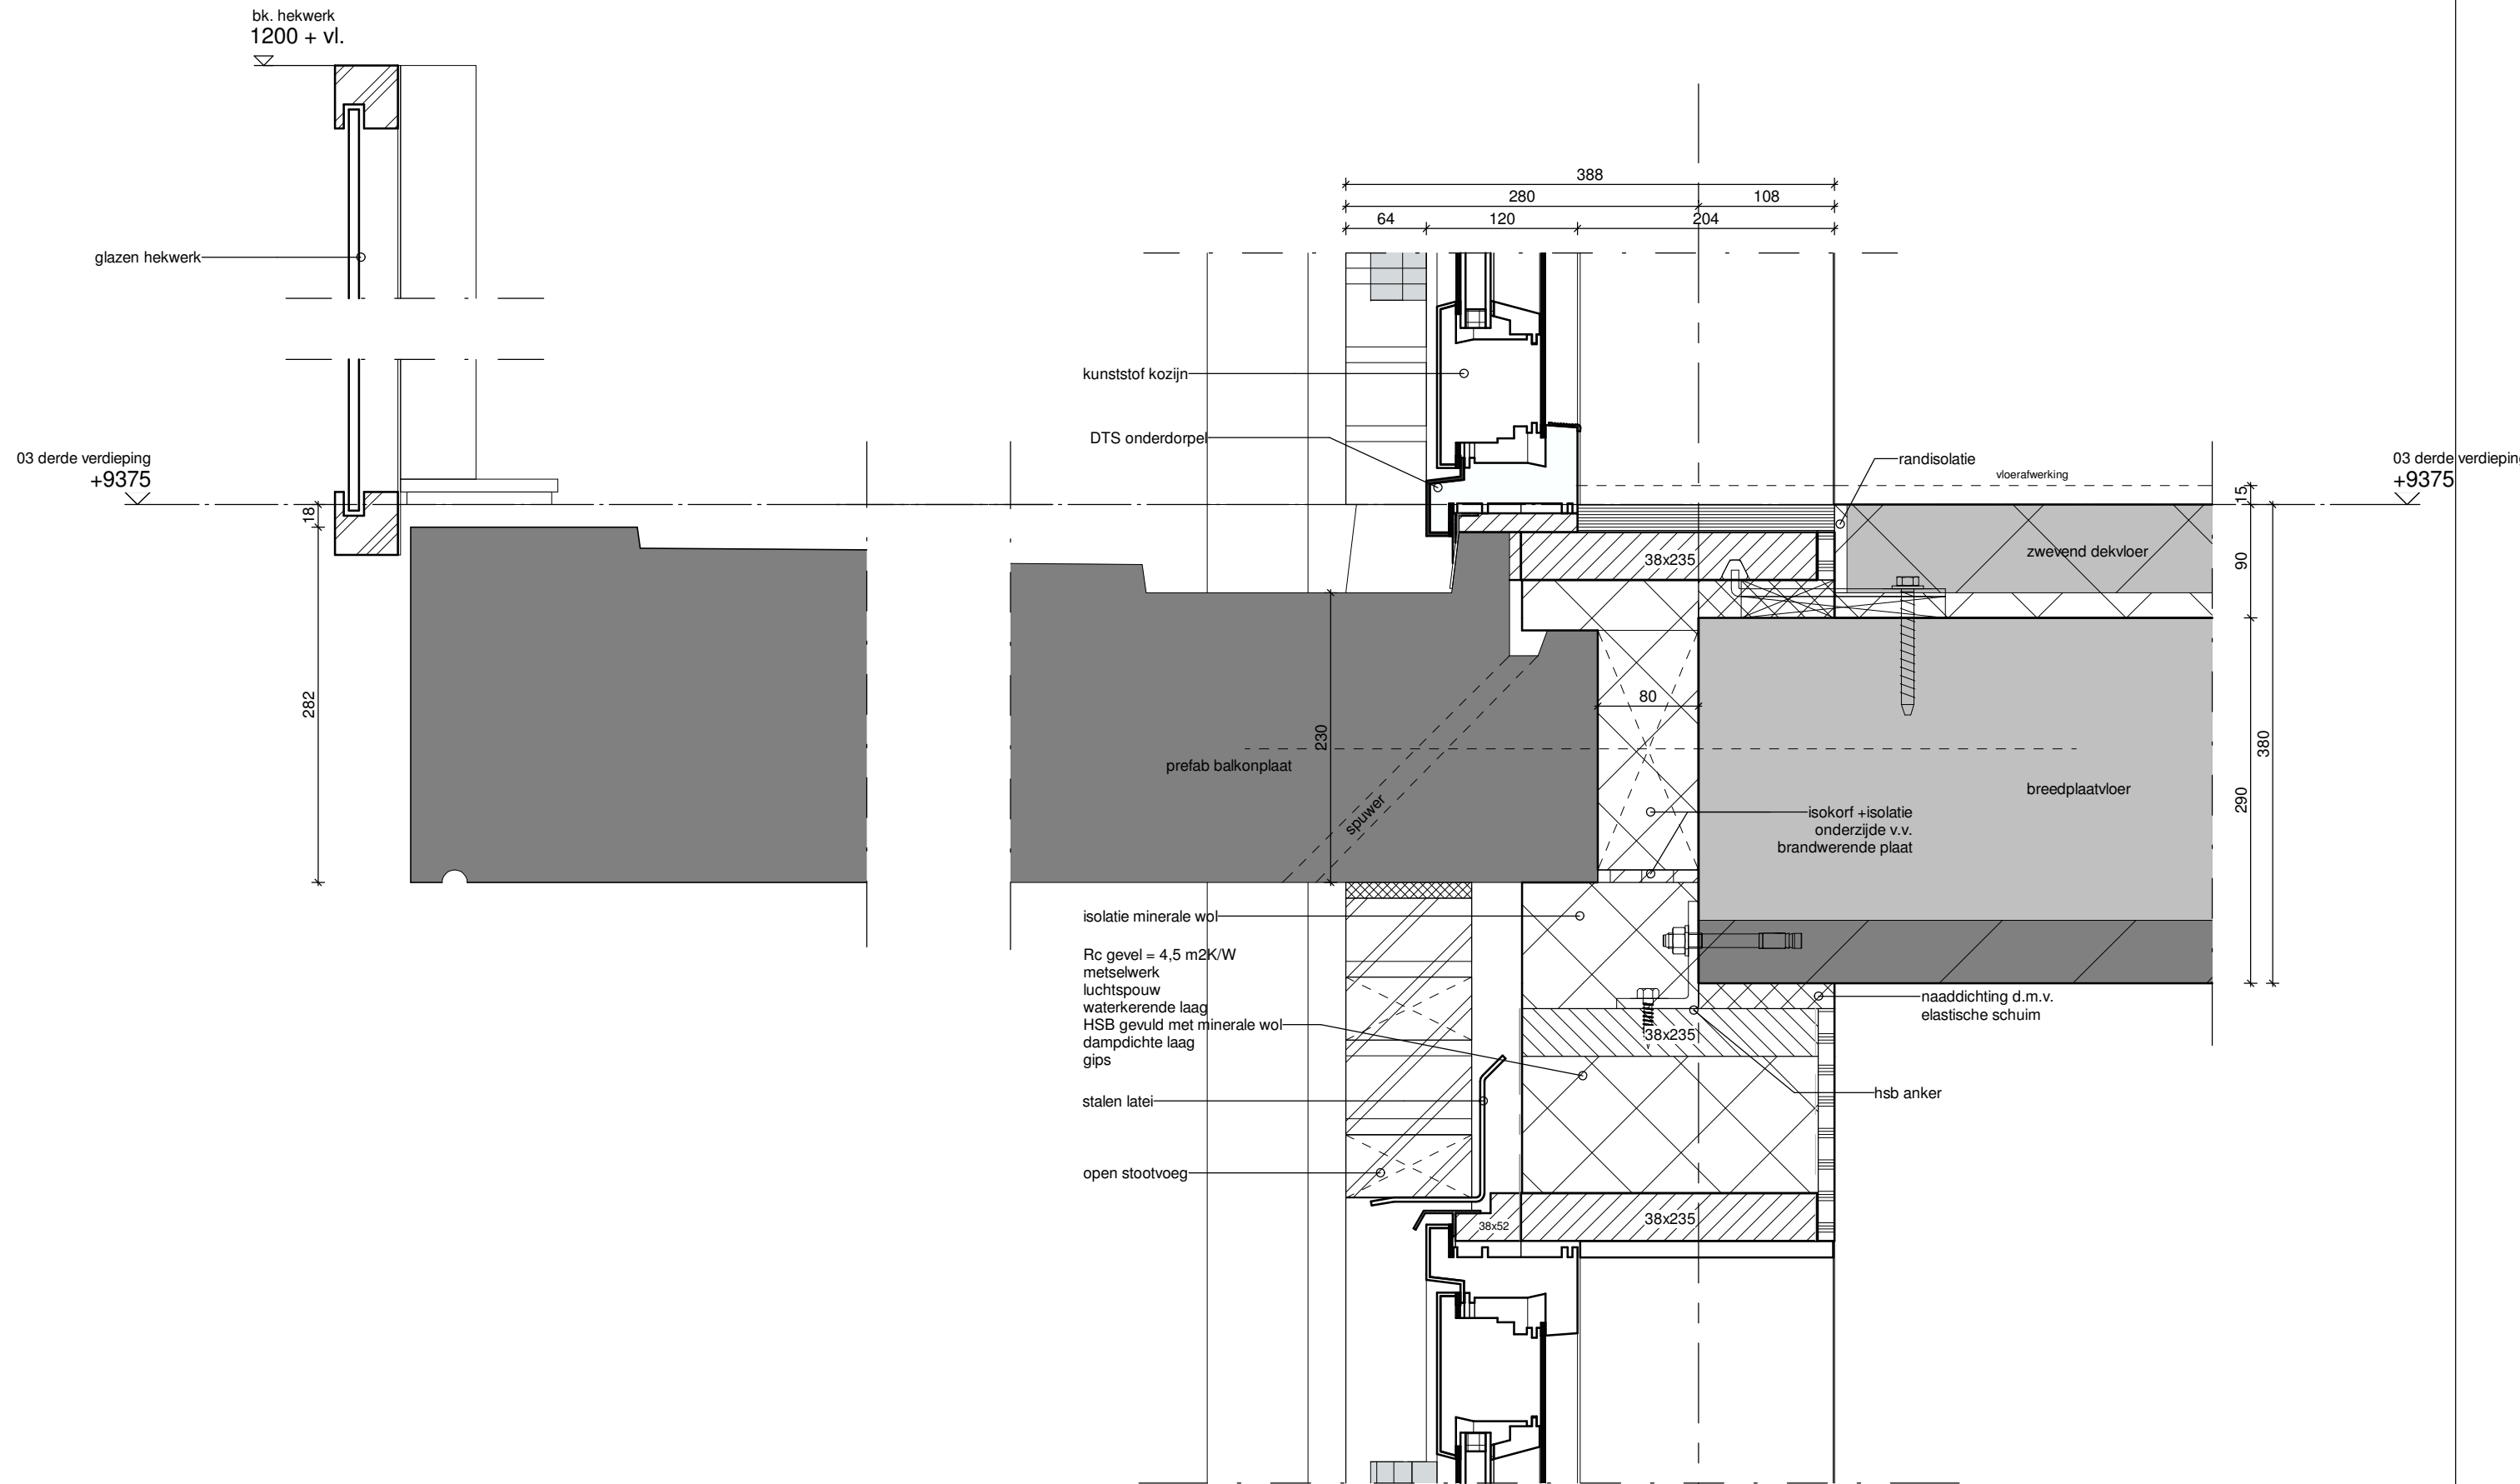 bk. hekwerk
1200 + vl.
388
280
108
64
120
204
glazen hekwerk
kunststof kozijn
DTS onderdorpel
03 derde verdieping
+9375
randisolatie
vloerafwerking
03 derde verdieping
+9375
18
15
38x235
zwevend dekvloer
90
282
80
230
prefab balkonplaat
spuwer
380
breedplaatvloer
290
isokorf +isolatie
onderzijde v.v.
brandwerende plaat
isolatie minerale wol
Rc gevel = 4,5 m2K/W
metselwerk
luchtspouw
waterkerende laag
HSB gevuld met minerale wol
dampdichte laag
gips
naaddichting d.m.v.
elastische schuim
38x235
hsb anker
stalen latei
open stootvoeg
38x52
38x235